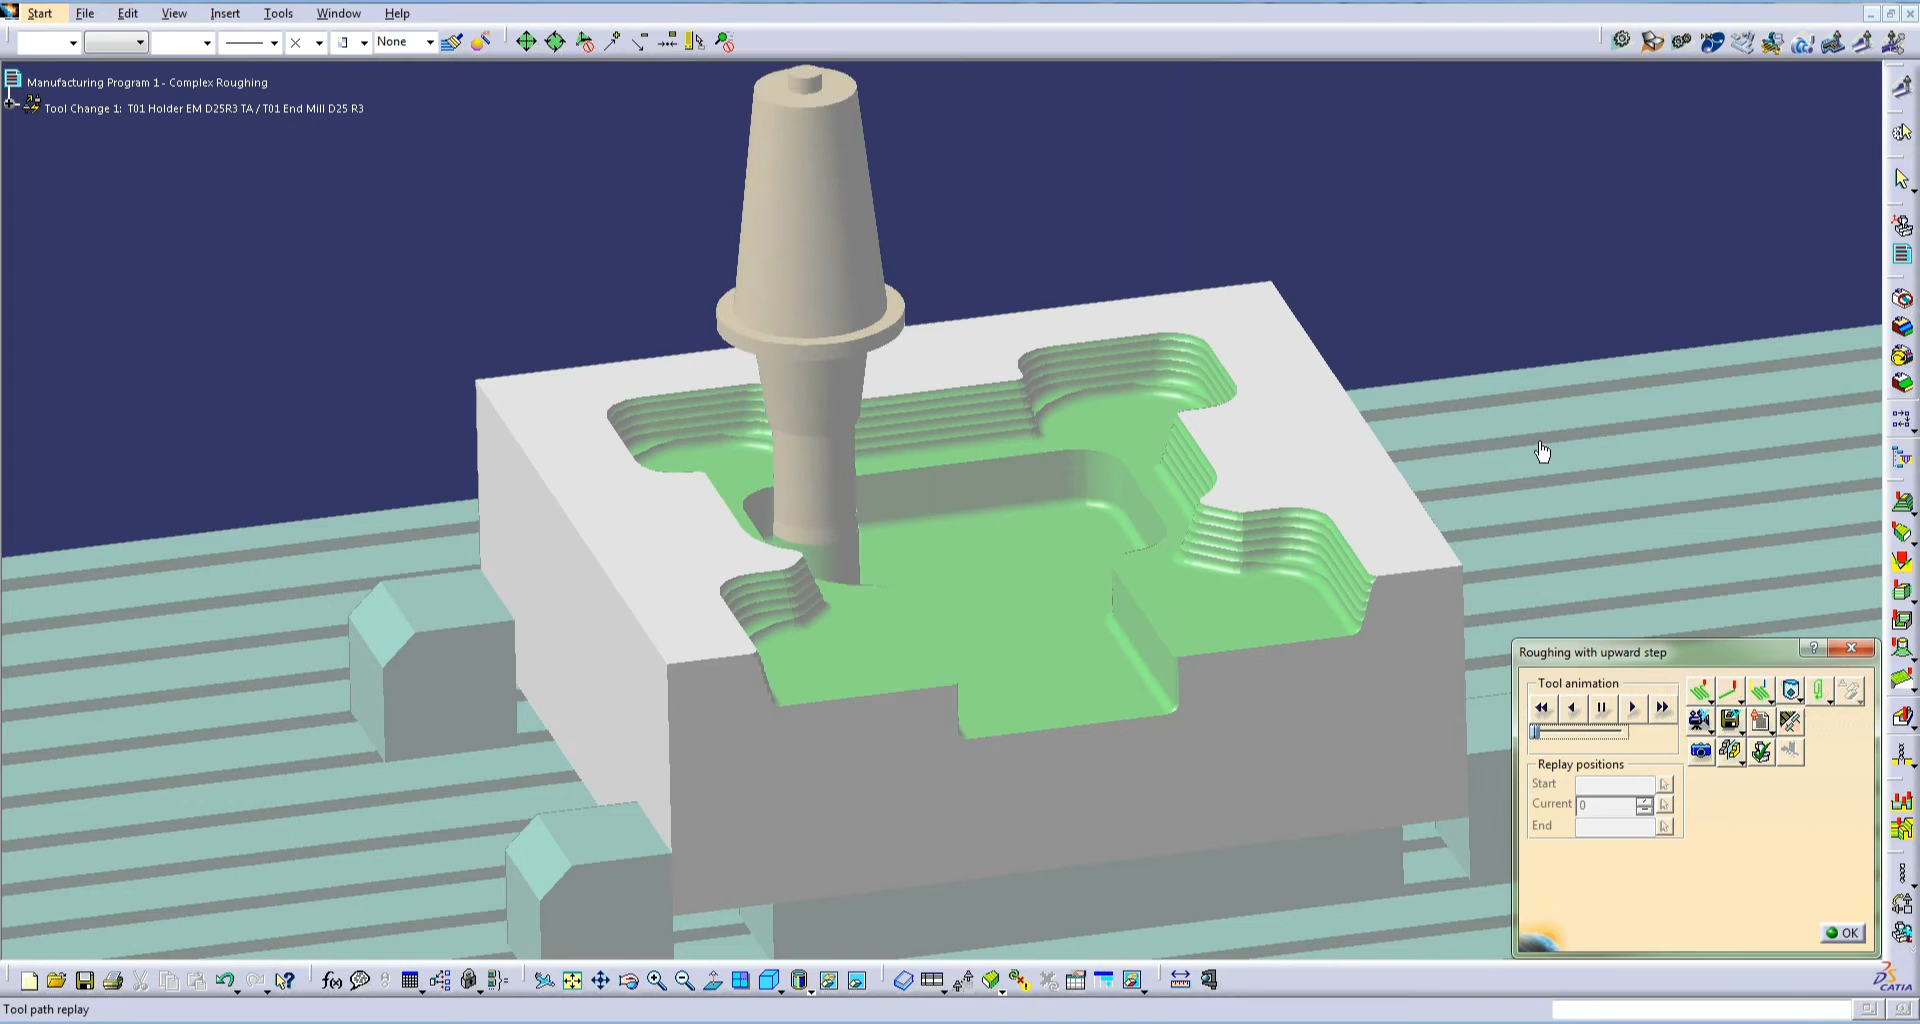 Start File Edit View Insert Tools Window Help
None
Manufacturing Program 1 - Complex Roughing
Tool Change 1: T01 Holder EM D25R3 TA / T01 End Mill D25 R3
Roughing with upward step
?
Tool animation
Replay positions
Start
Current 0
End
OK
f(x)
CATIA
Tool path replay